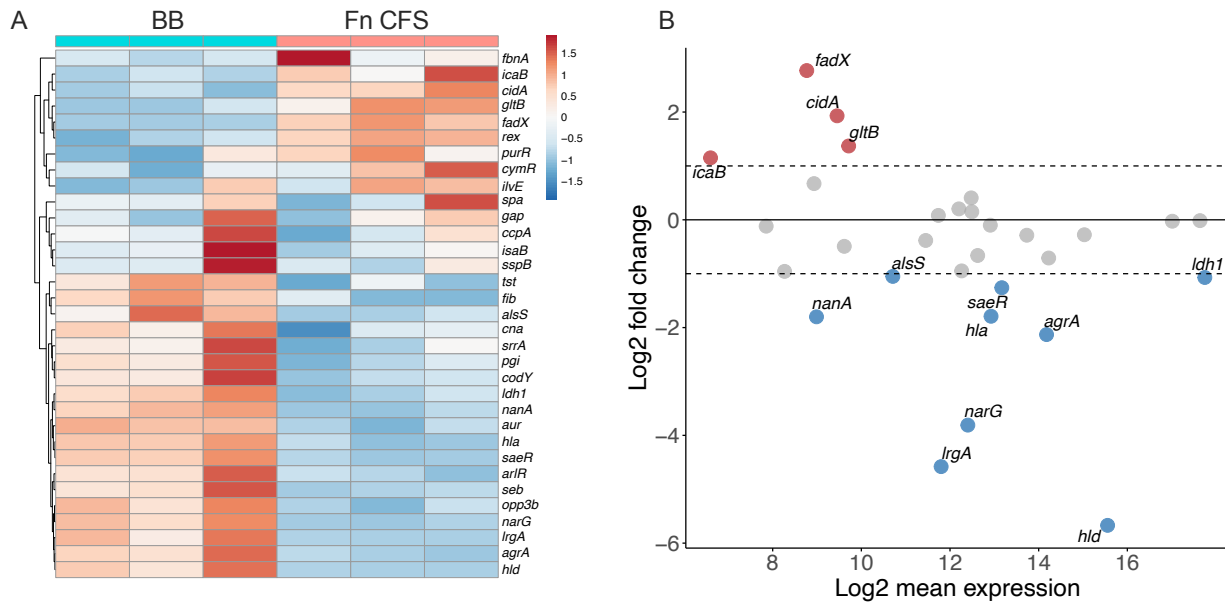 A
BB
Fn CFS
fbnA
icaB
cidA
gltB
fadX
rex
purR
cymR
ilvE
spa
gap
ccpA
isaB
sspB
tst
fib
alsS
cna
srrA
pgi
codY
ldh1
nanA
aur
hla
saeR
arlR
seb
opp3b
narG
lrgA
agrA
hld
1.5
1
0.5
0
−0.5
−1
−1.5
B
Log2 fold change
2
0
−2
−4
−6
fadX
cidA
gltB
icaB
alsS
ldh1
nanA
saeR
hla
agrA
narG
lrgA
hld
8
10
12
14
16
Log2 mean expression